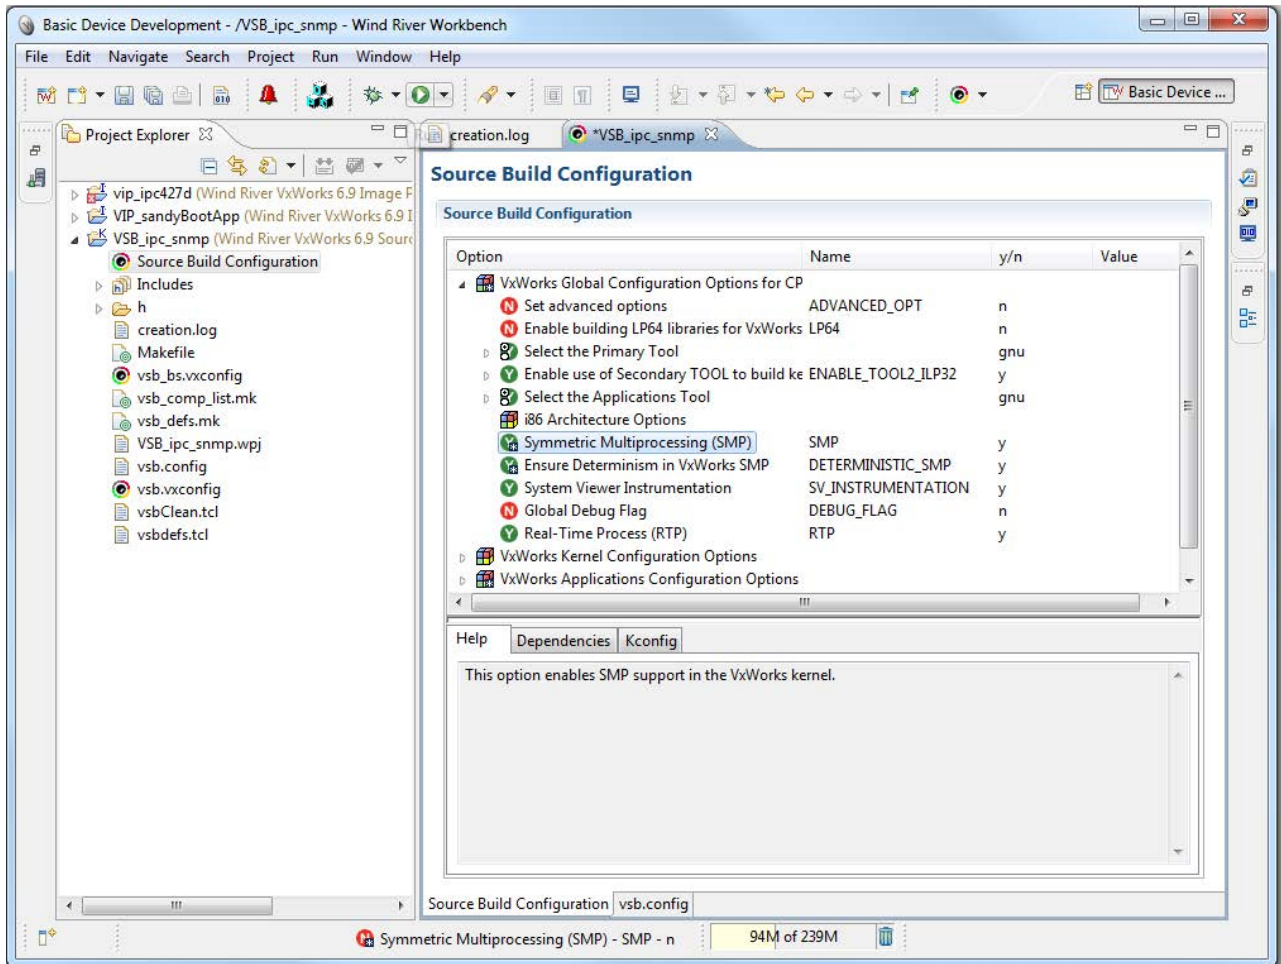 Basic Device Development - /VSB_ipc_snmp - Wind River Workbench
File Edit Navigate Search Project Run Window Help
Basic Device ...
Project Explorer
creation.log
*VSB_ipc_snmp
vip_ipc427d (Wind River VxWorks 6.9 Image P
VIP_sandyBootApp (Wind River VxWorks 6.9 I
VSB_ipc_snmp (Wind River VxWorks 6.9 Sour
Source Build Configuration
Includes
h
creation.log
Makefile
vsb_bs.vxconfig
vsb_comp_list.mk
vsb_defs.mk
VSB_ipc_snmp.wpj
vsb.config
vsb.vxconfig
vsbClean.tcl
vsbdefs.tcl
Source Build Configuration
Source Build Configuration
Option Name y/n Value
VxWorks Global Configuration Options for CP
Set advanced options ADVANCED_OPT n
Enable building LP64 libraries for VxWorks LP64 n
Select the Primary Tool gnu
Enable use of Secondary TOOL to build ke ENABLE_TOOL2_ILP32 y
Select the Applications Tool gnu
i86 Architecture Options
Symmetric Multiprocessing (SMP) SMP y
Ensure Determinism in VxWorks SMP DETERMINISTIC_SMP y
System Viewer Instrumentation SV_INSTRUMENTATION y
Global Debug Flag DEBUG_FLAG n
Real-Time Process (RTP) RTP y
VxWorks Kernel Configuration Options
VxWorks Applications Configuration Options
Help Dependencies Kconfig
This option enables SMP support in the VxWorks kernel.
Source Build Configuration vsb.config
Symmetric Multiprocessing (SMP) - SMP - n
94M of 239M